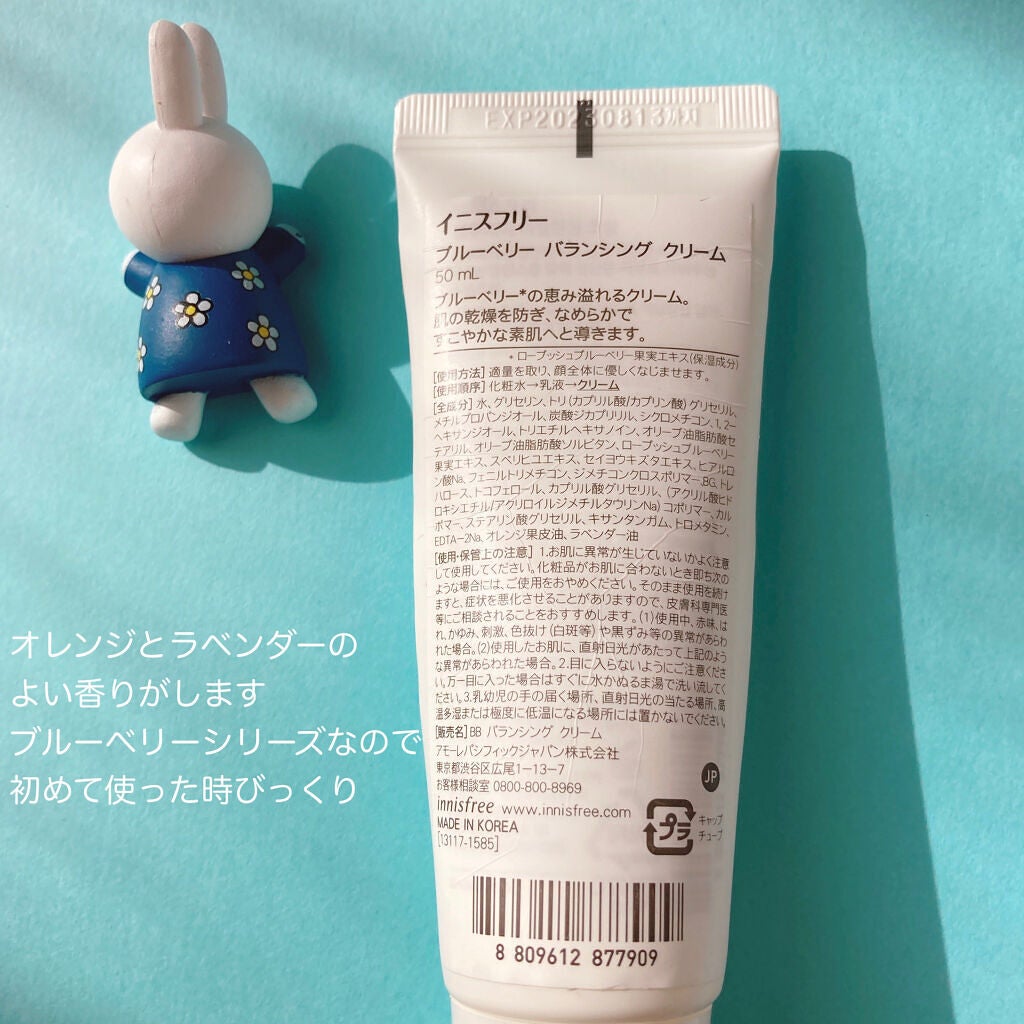 EXP20230813까지
イニスフリー
ブルーベリー バランシング クリーム
50 mL
ブルーベリー*の恵み溢れるクリーム。
肌の乾燥を防ぎ、なめらかで
すこやかな素肌へと導きます。
* ローブッシュブルーベリー果実エキス(保湿成分)
[使用方法] 適量を取り、顔全体に優しくなじませます。
[使用順序] 化粧水→乳液→クリーム
[全成分] 水、グリセリン、トリ (カプリル酸/カプリン酸) グリセリル、
メチルプロパンジオール、炭酸ジカプリリル、シクロメチコン、1, 2-
ヘキサンジオール、トリエチルヘキサノイン、オリーブ油脂肪酸セ
テアリル、オリーブ油脂肪酸ソルビタン、ローブッシュブルーベリー
果実エキス、スベリヒユエキス、セイヨウキズタエキス、ヒアルロ
ン酸Na、フェニルトリメチコン、ジメチコンクロスポリマー、BG、トレ
ハロース、トコフェロール、カプリル酸グリセリル、(アクリル酸ヒド
ロキシエチル/アクリロイルジメチルタウリンNa) コポリマー、カル
ボマー、ステアリン酸グリセリル、キサンタンガム、トロメタミン、
EDTA-2Na、オレンジ果皮油、ラベンダー油
[使用・保管上の注意] 1.お肌に異常が生じていないかよく注意
して使用してください。化粧品がお肌に合わないとき即ち次の
ような場合には、ご使用をおやめください。そのまま使用を続け
ますと、症状を悪化させることがありますので、皮膚科専門医
等にご相談されることをおすすめします。(1)使用中、赤味、は
れ、かゆみ、刺激、色抜け (白斑等) や黒ずみ等の異常があらわ
れた場合。(2)使用したお肌に、直射日光があたって上記のよう
な異常があらわれた場合。2.目に入らないようにご注意くださ
い。万一目に入った場合はすぐに水かぬるま湯で洗い流してく
ださい。3.乳幼児の手の届く場所、直射日光の当たる場所、高
温多湿または極度に低温になる場所には置かないでください。
[販売名] BB バランシング クリーム
アモーレパシフィックジャパン株式会社
東京都渋谷区広尾1-13-7
お客様相談室 0800-800-8969
innisfree www.innisfree.com
MADE IN KOREA
[13117-1585]
JP
プラ
キャップ
チューブ
8 809612 877909
オレンジとラベンダーの
よい香りがします
ブルーベリーシリーズなので
初めて使った時びっくり